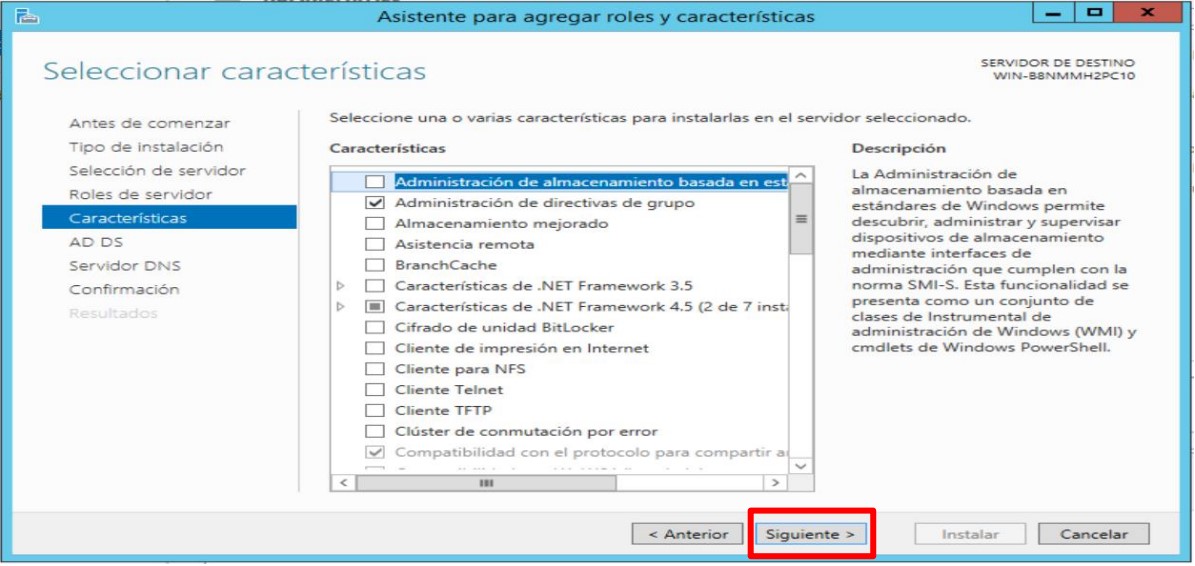 Asistente para agregar roles y características
Seleccionar características
SERVIDOR DE DESTINO
WIN-B8NMMH2PC10
Antes de comenzar
Tipo de instalación
Selección de servidor
Roles de servidor
Características
AD DS
Servidor DNS
Confirmación
Resultados
Seleccione una o varias características para instalarlas en el servidor seleccionado.
Características
Administración de almacenamiento basada en est
Administración de directivas de grupo
Almacenamiento mejorado
Asistencia remota
BranchCache
Características de .NET Framework 3.5
Características de .NET Framework 4.5 (2 de 7 inst
Cifrado de unidad BitLocker
Cliente de impresión en Internet
Cliente para NFS
Cliente Telnet
Cliente TFTP
Clúster de conmutación por error
Compatibilidad con el protocolo para compartir a
Descripción
La Administración de
almacenamiento basada en
estándares de Windows permite
descubrir, administrar y supervisar
dispositivos de almacenamiento
mediante interfaces de
administración que cumplen con la
norma SMI-S. Esta funcionalidad se
presenta como un conjunto de
clases de Instrumental de
administración de Windows (WMI) y
cmdlets de Windows PowerShell.
< Anterior
Siguiente >
Instalar
Cancelar